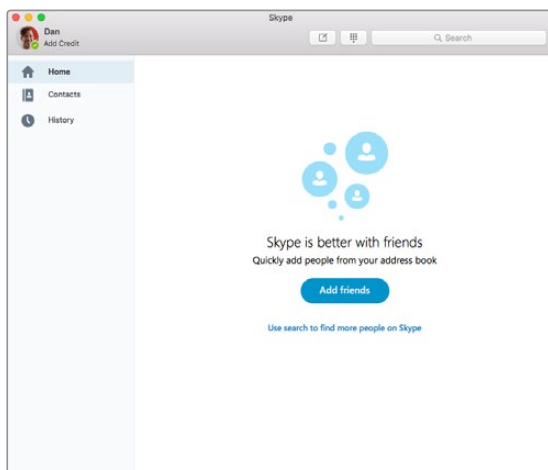 Skype
Dan
Add Credit
Search
Home
Contacts
History
Skype is better with friends
Quickly add people from your address book
Add friends
Use search to find more people on Skype